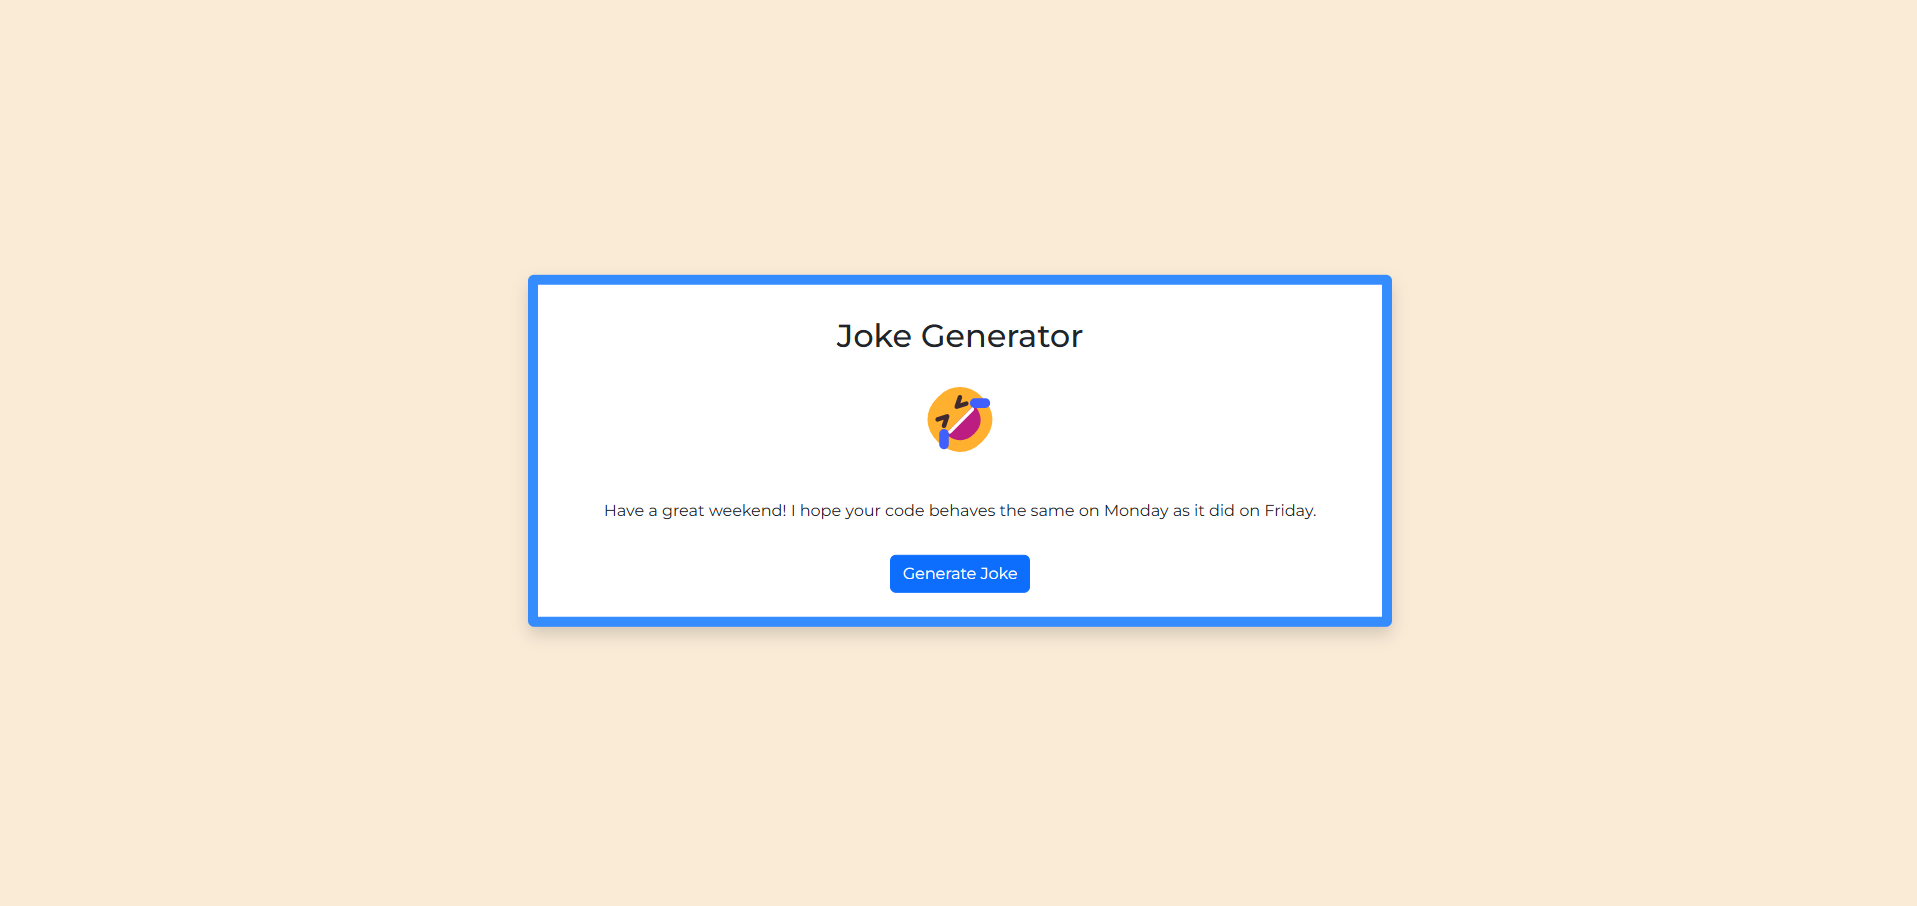 Joke Generator
Have a great weekend! I hope your code behaves the same on Monday as it did on Friday.
Generate Joke